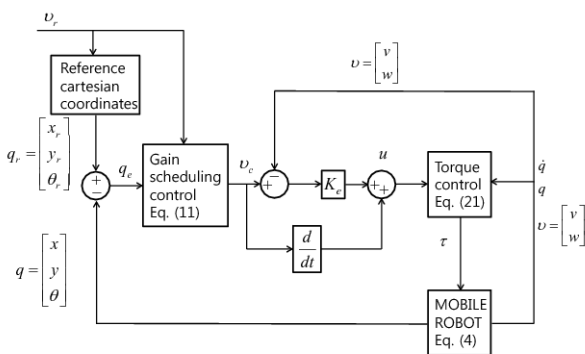 υ_r
Reference
cartesian
coordinates
q_r = [x_r
y_r
θ_r]
+
−
q_e
Gain
scheduling
control
Eq. (11)
υ_c
+
−
K_e
d
dt
υ = [v
w]
u
+
+
Torque
control
Eq. (21)
q̇
q
υ = [v
w]
τ
q = [x
y
θ]
MOBILE
ROBOT
Eq. (4)